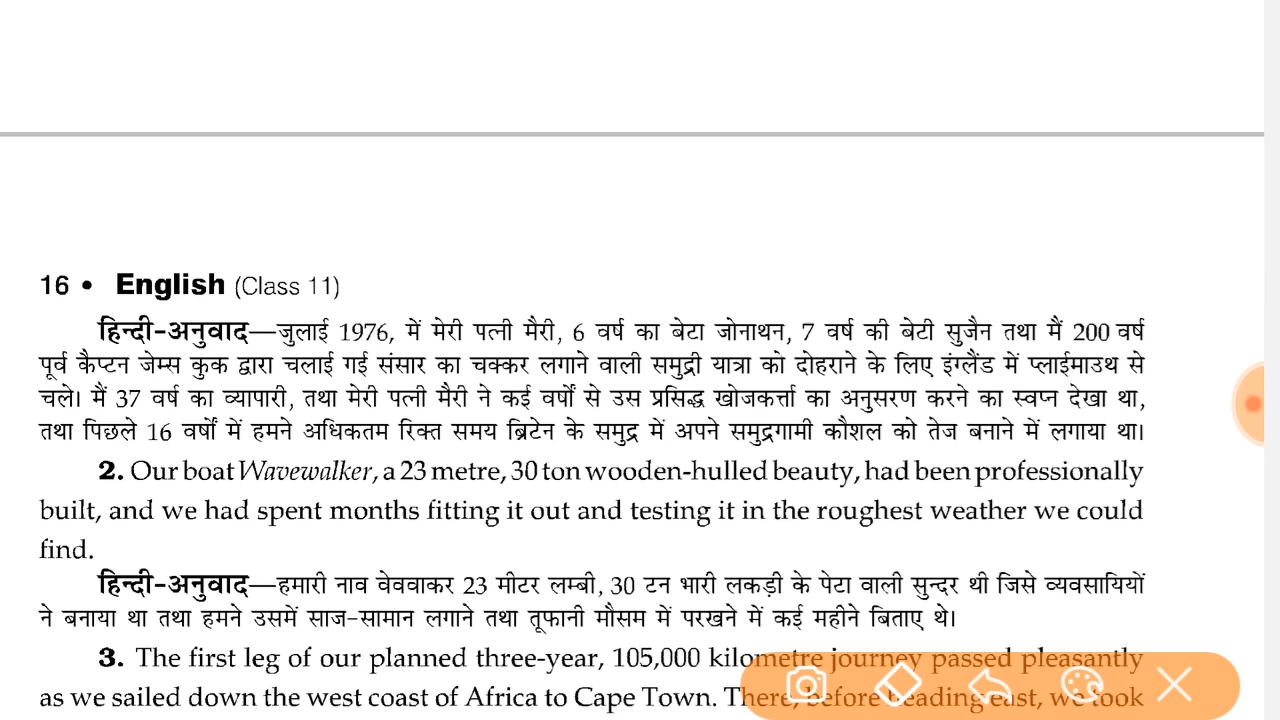 16 • English (Class 11)
हिन्दी-अनुवाद—जुलाई 1976, में मेरी पत्नी मैरी, 6 वर्ष का बेटा जोनाथन, 7 वर्ष की बेटी सुजैन तथा मैं 200 वर्ष
पूर्व कैप्टन जेम्स कुक द्वारा चलाई गई संसार का चक्कर लगाने वाली समुद्री यात्रा को दोहराने के लिए इंग्लैंड में प्लाईमाउथ से
चले। मैं 37 वर्ष का व्यापारी, तथा मेरी पत्नी मैरी ने कई वर्षों से उस प्रसिद्ध खोजकर्त्ता का अनुसरण करने का स्वप्न देखा था,
तथा पिछले 16 वर्षों में हमने अधिकतम रिक्त समय ब्रिटेन के समुद्र में अपने समुद्रगामी कौशल को तेज बनाने में लगाया था।
2. Our boat Wavewalker, a 23 metre, 30 ton wooden-hulled beauty, had been professionally
built, and we had spent months fitting it out and testing it in the roughest weather we could
find.
हिन्दी-अनुवाद—हमारी नाव वेववाकर 23 मीटर लम्बी, 30 टन भारी लकड़ी के पेटा वाली सुन्दर थी जिसे व्यवसायियों
ने बनाया था तथा हमने उसमें साज-सामान लगाने तथा तूफानी मौसम में परखने में कई महीने बिताए थे।
3. The first leg of our planned three-year, 105,000 kilometre journey passed pleasantly
as we sailed down the west coast of Africa to Cape Town. There, before heading east, we took